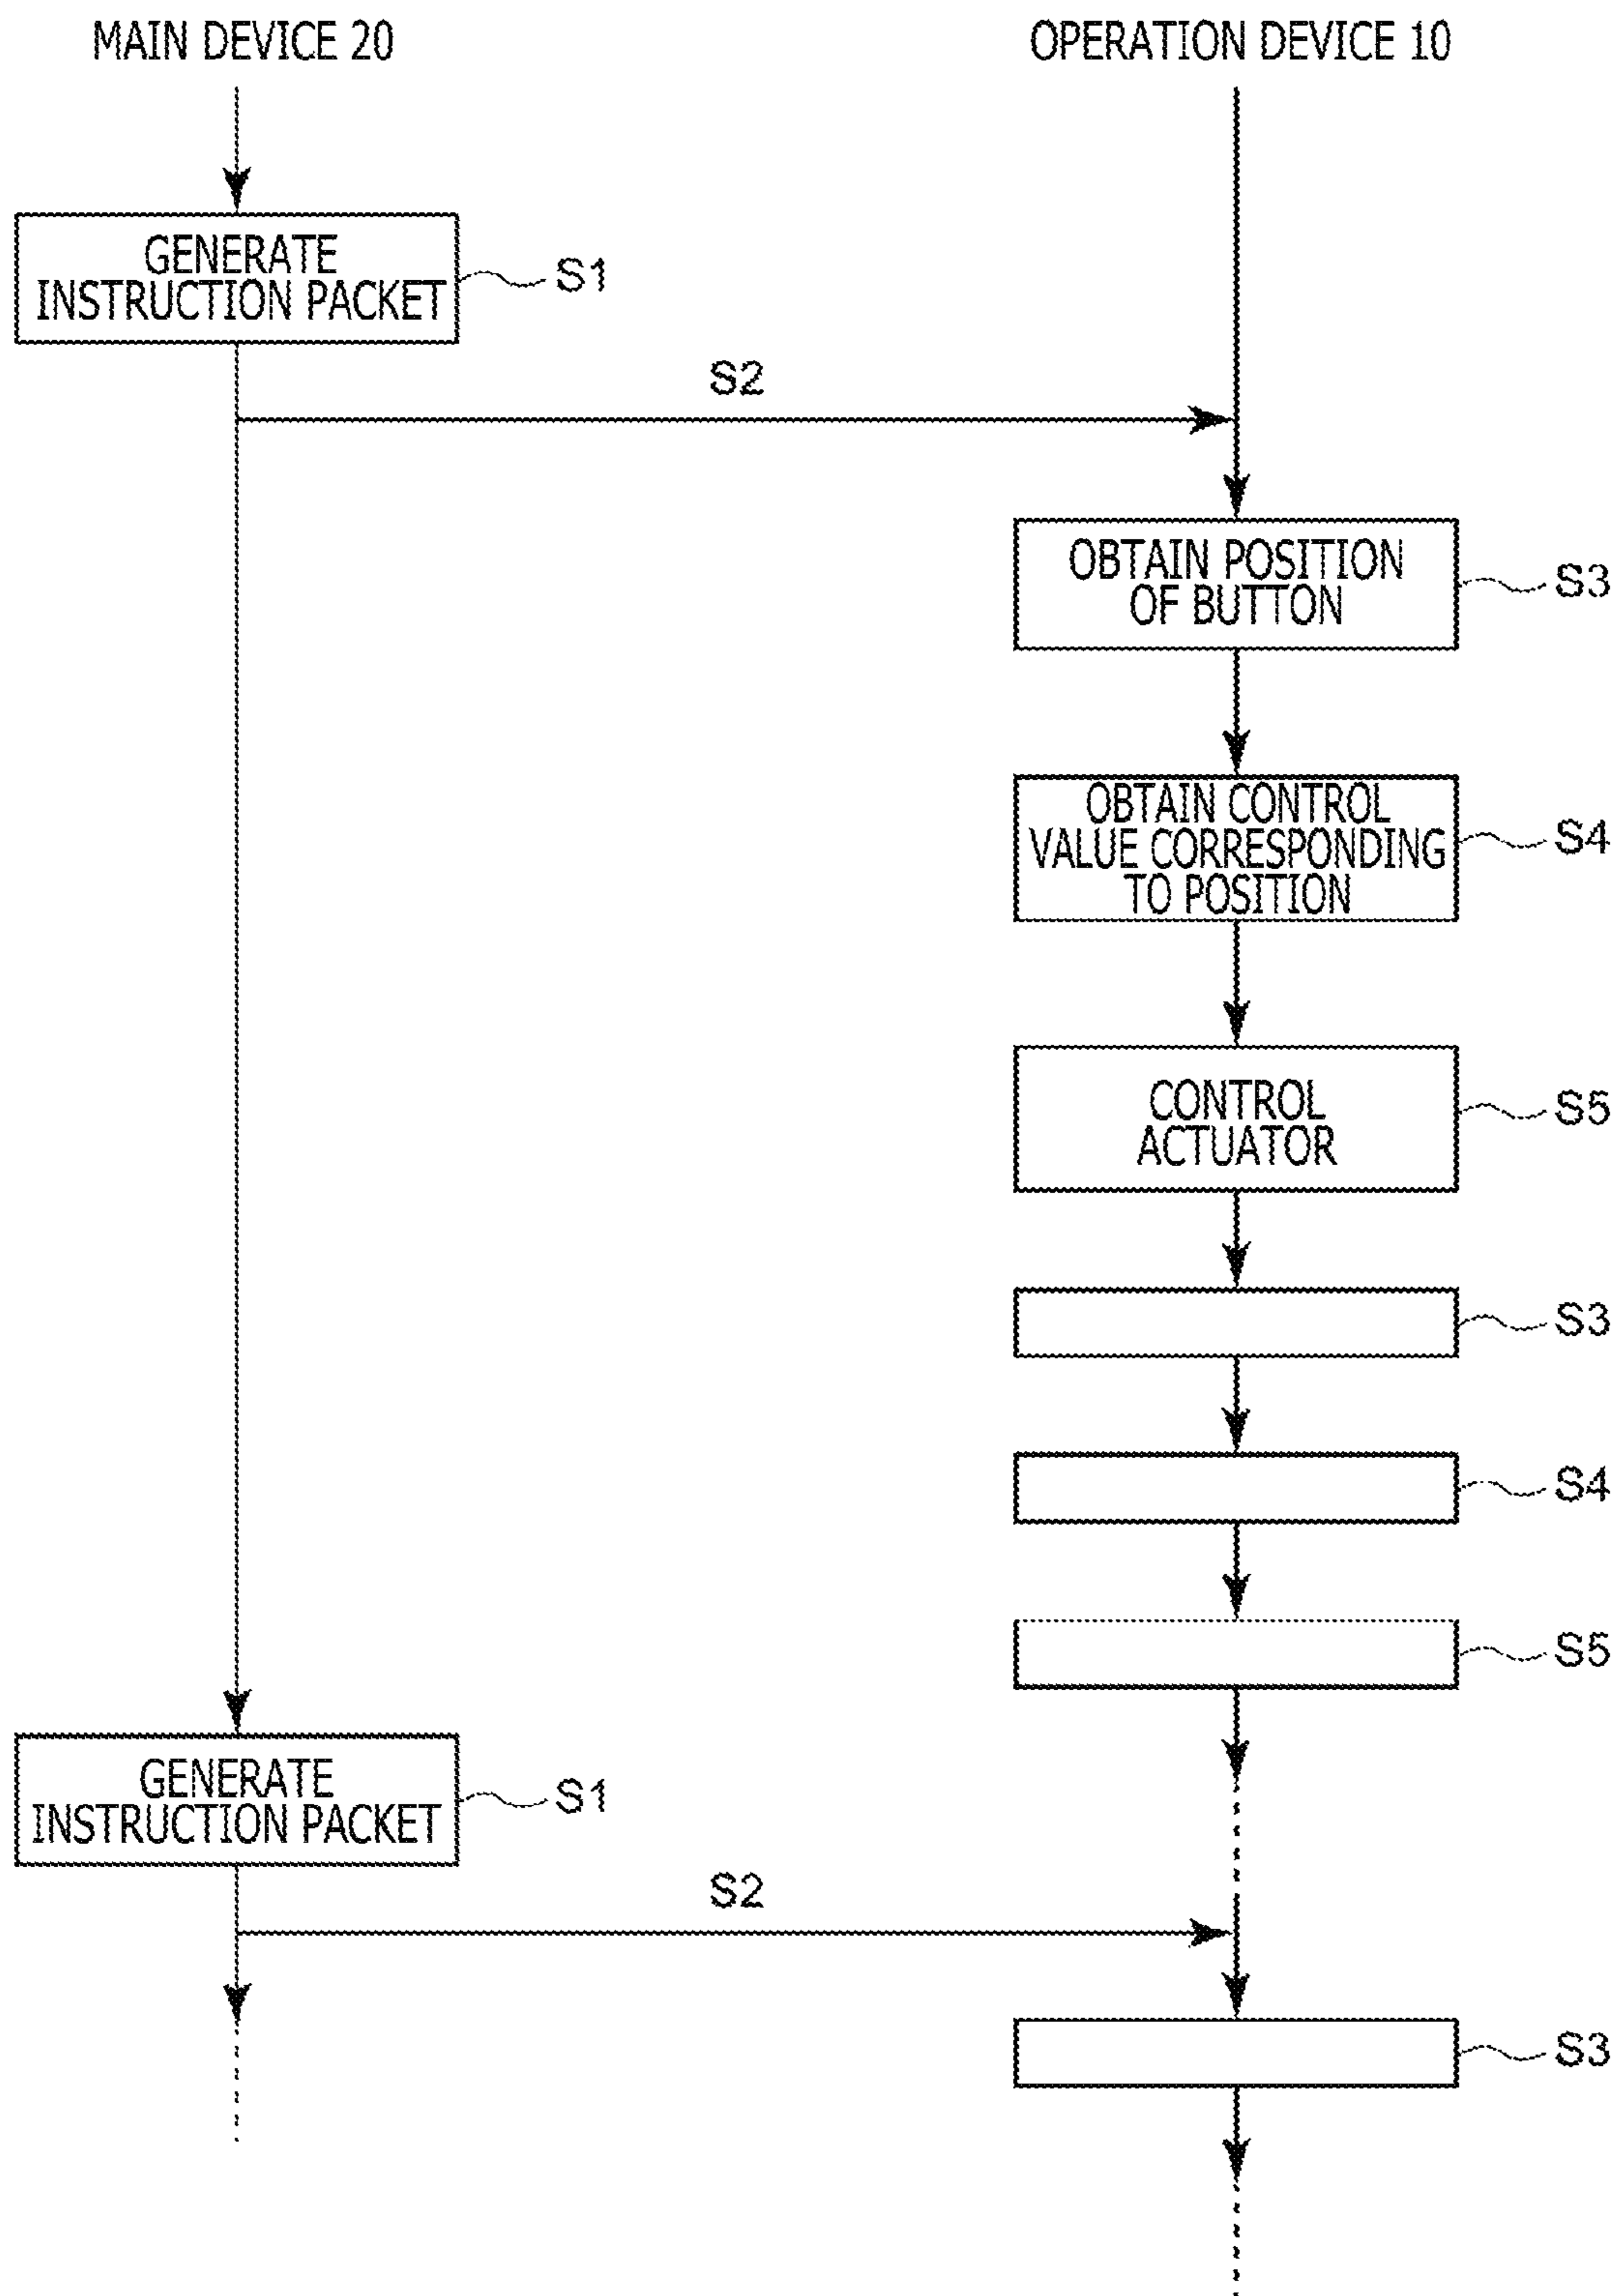 MAIN DEVICE 20
OPERATION DEVICE 10
GENERATE
INSTRUCTION PACKET
S1
S2
OBTAIN POSITION
OF BUTTON
S3
OBTAIN CONTROL
VALUE CORRESPONDING
TO POSITION
S4
CONTROL
ACTUATOR
S5
S3
S4
S5
GENERATE
INSTRUCTION PACKET
S1
S2
S3